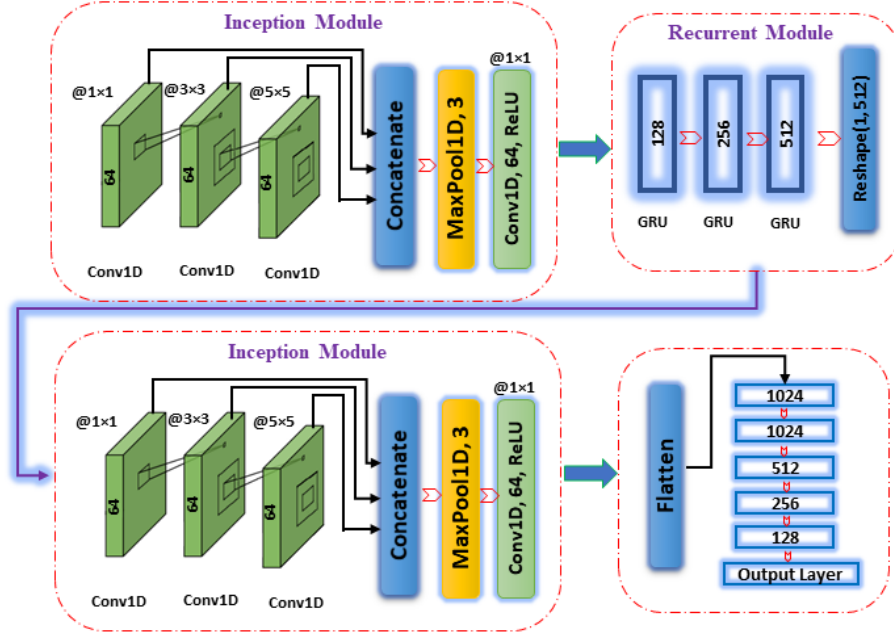 Inception Module
@1×1
@3×3
@5×5
64
64
Conv1D
Conv1D
Conv1D
Concatenate
MaxPool1D, 3
@1×1
Conv1D, 64, ReLU
Recurrent Module
128
256
512
GRU
GRU
GRU
Reshape(1, 512)
Inception Module
@1×1
@3×3
@5×5
64
64
Conv1D
Conv1D
Conv1D
Concatenate
MaxPool1D, 3
@1×1
Conv1D, 64, ReLU
Flatten
1024
1024
512
256
128
Output Layer